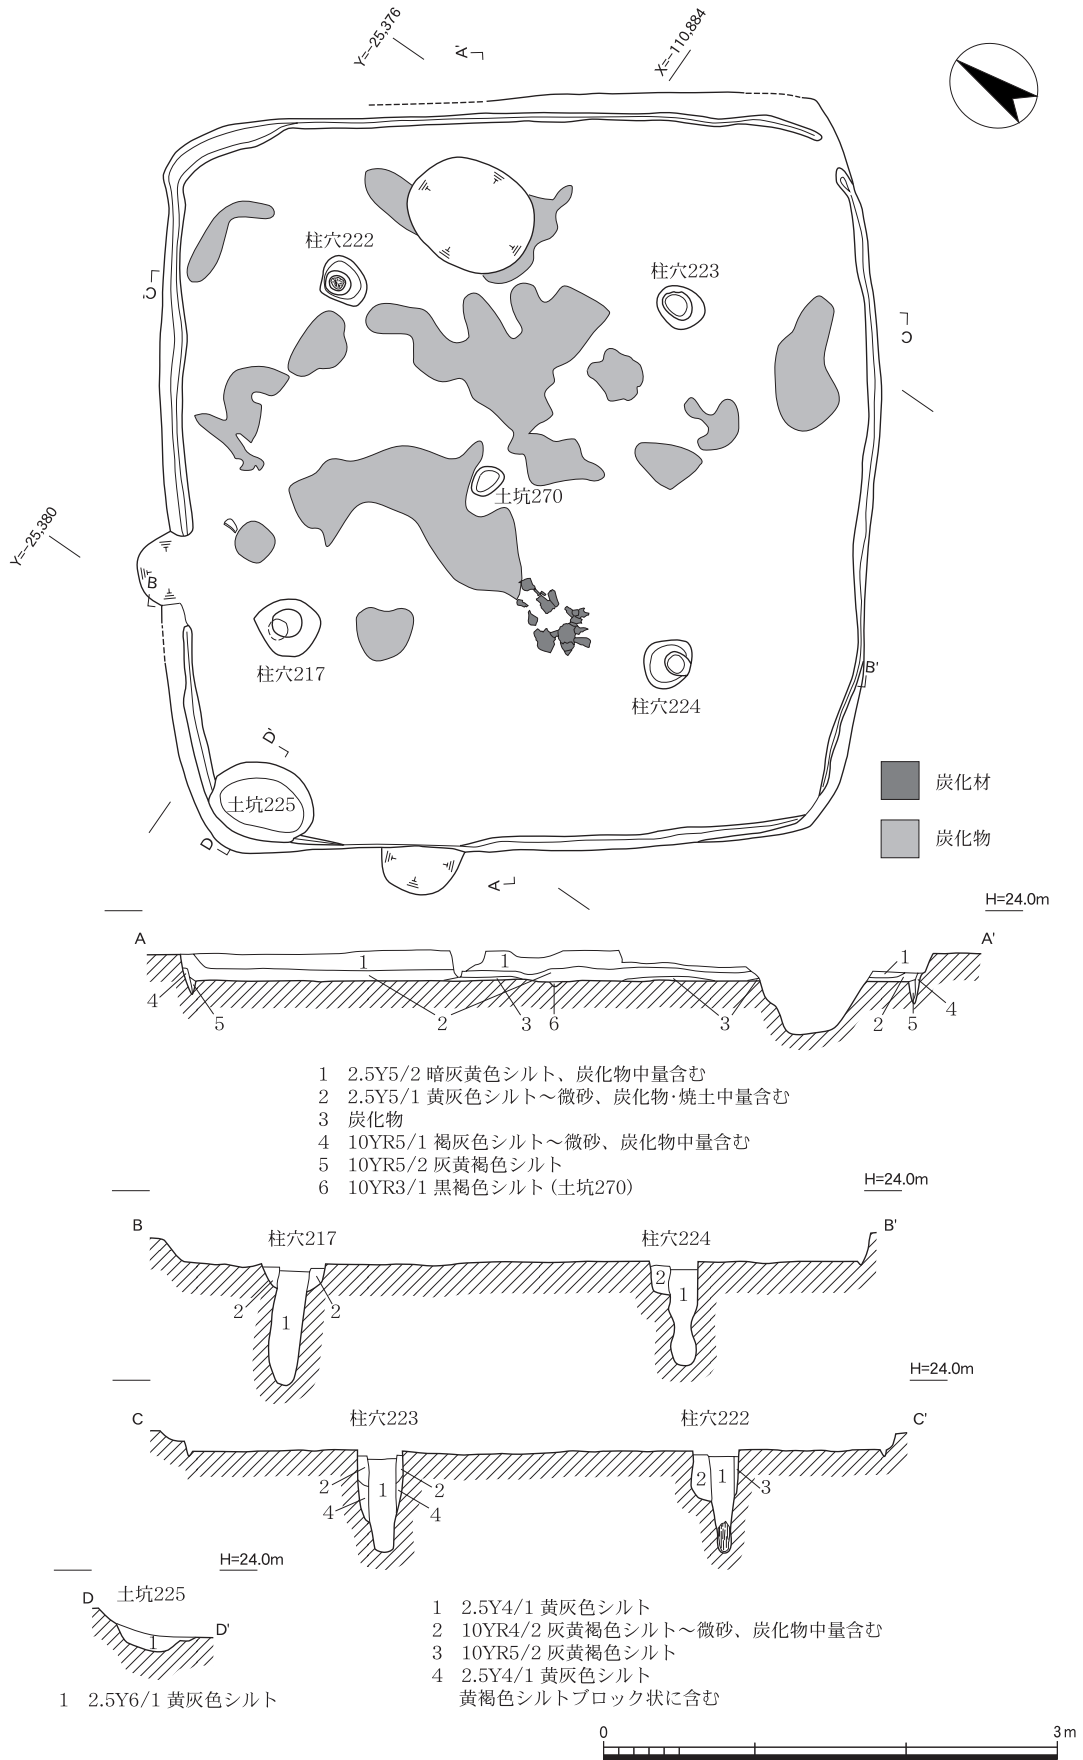 Y=−25,376
A'
X=−110,884
柱穴222
柱穴223
C'
C
土坑270
Y=−25,380
B
柱穴217
B'
柱穴224
D'
土坑225
炭化材
D
炭化物
A
H=24.0m
A
A'
1
1
1
4
5
2
3
6
3
2
5
4
1 2.5Y5/2 暗灰黄色シルト、炭化物中量含む
2 2.5Y5/1 黄灰色シルト〜微砂、炭化物・焼土中量含む
3 炭化物
4 10YR5/1 褐灰色シルト〜微砂、炭化物中量含む
5 10YR5/2 灰黄褐色シルト
6 10YR3/1 黒褐色シルト（土坑270）
H=24.0m
B
柱穴217
柱穴224
B'
2
1
2
2
1
H=24.0m
C
柱穴223
柱穴222
C'
2
1
2
4
4
2
1
3
H=24.0m
D
土坑225
D'
1
1 2.5Y6/1 黄灰色シルト
1 2.5Y4/1 黄灰色シルト
2 10YR4/2 灰黄褐色シルト〜微砂、炭化物中量含む
3 10YR5/2 灰黄褐色シルト
4 2.5Y4/1 黄灰色シルト
黄褐色シルトブロック状に含む
0
3m